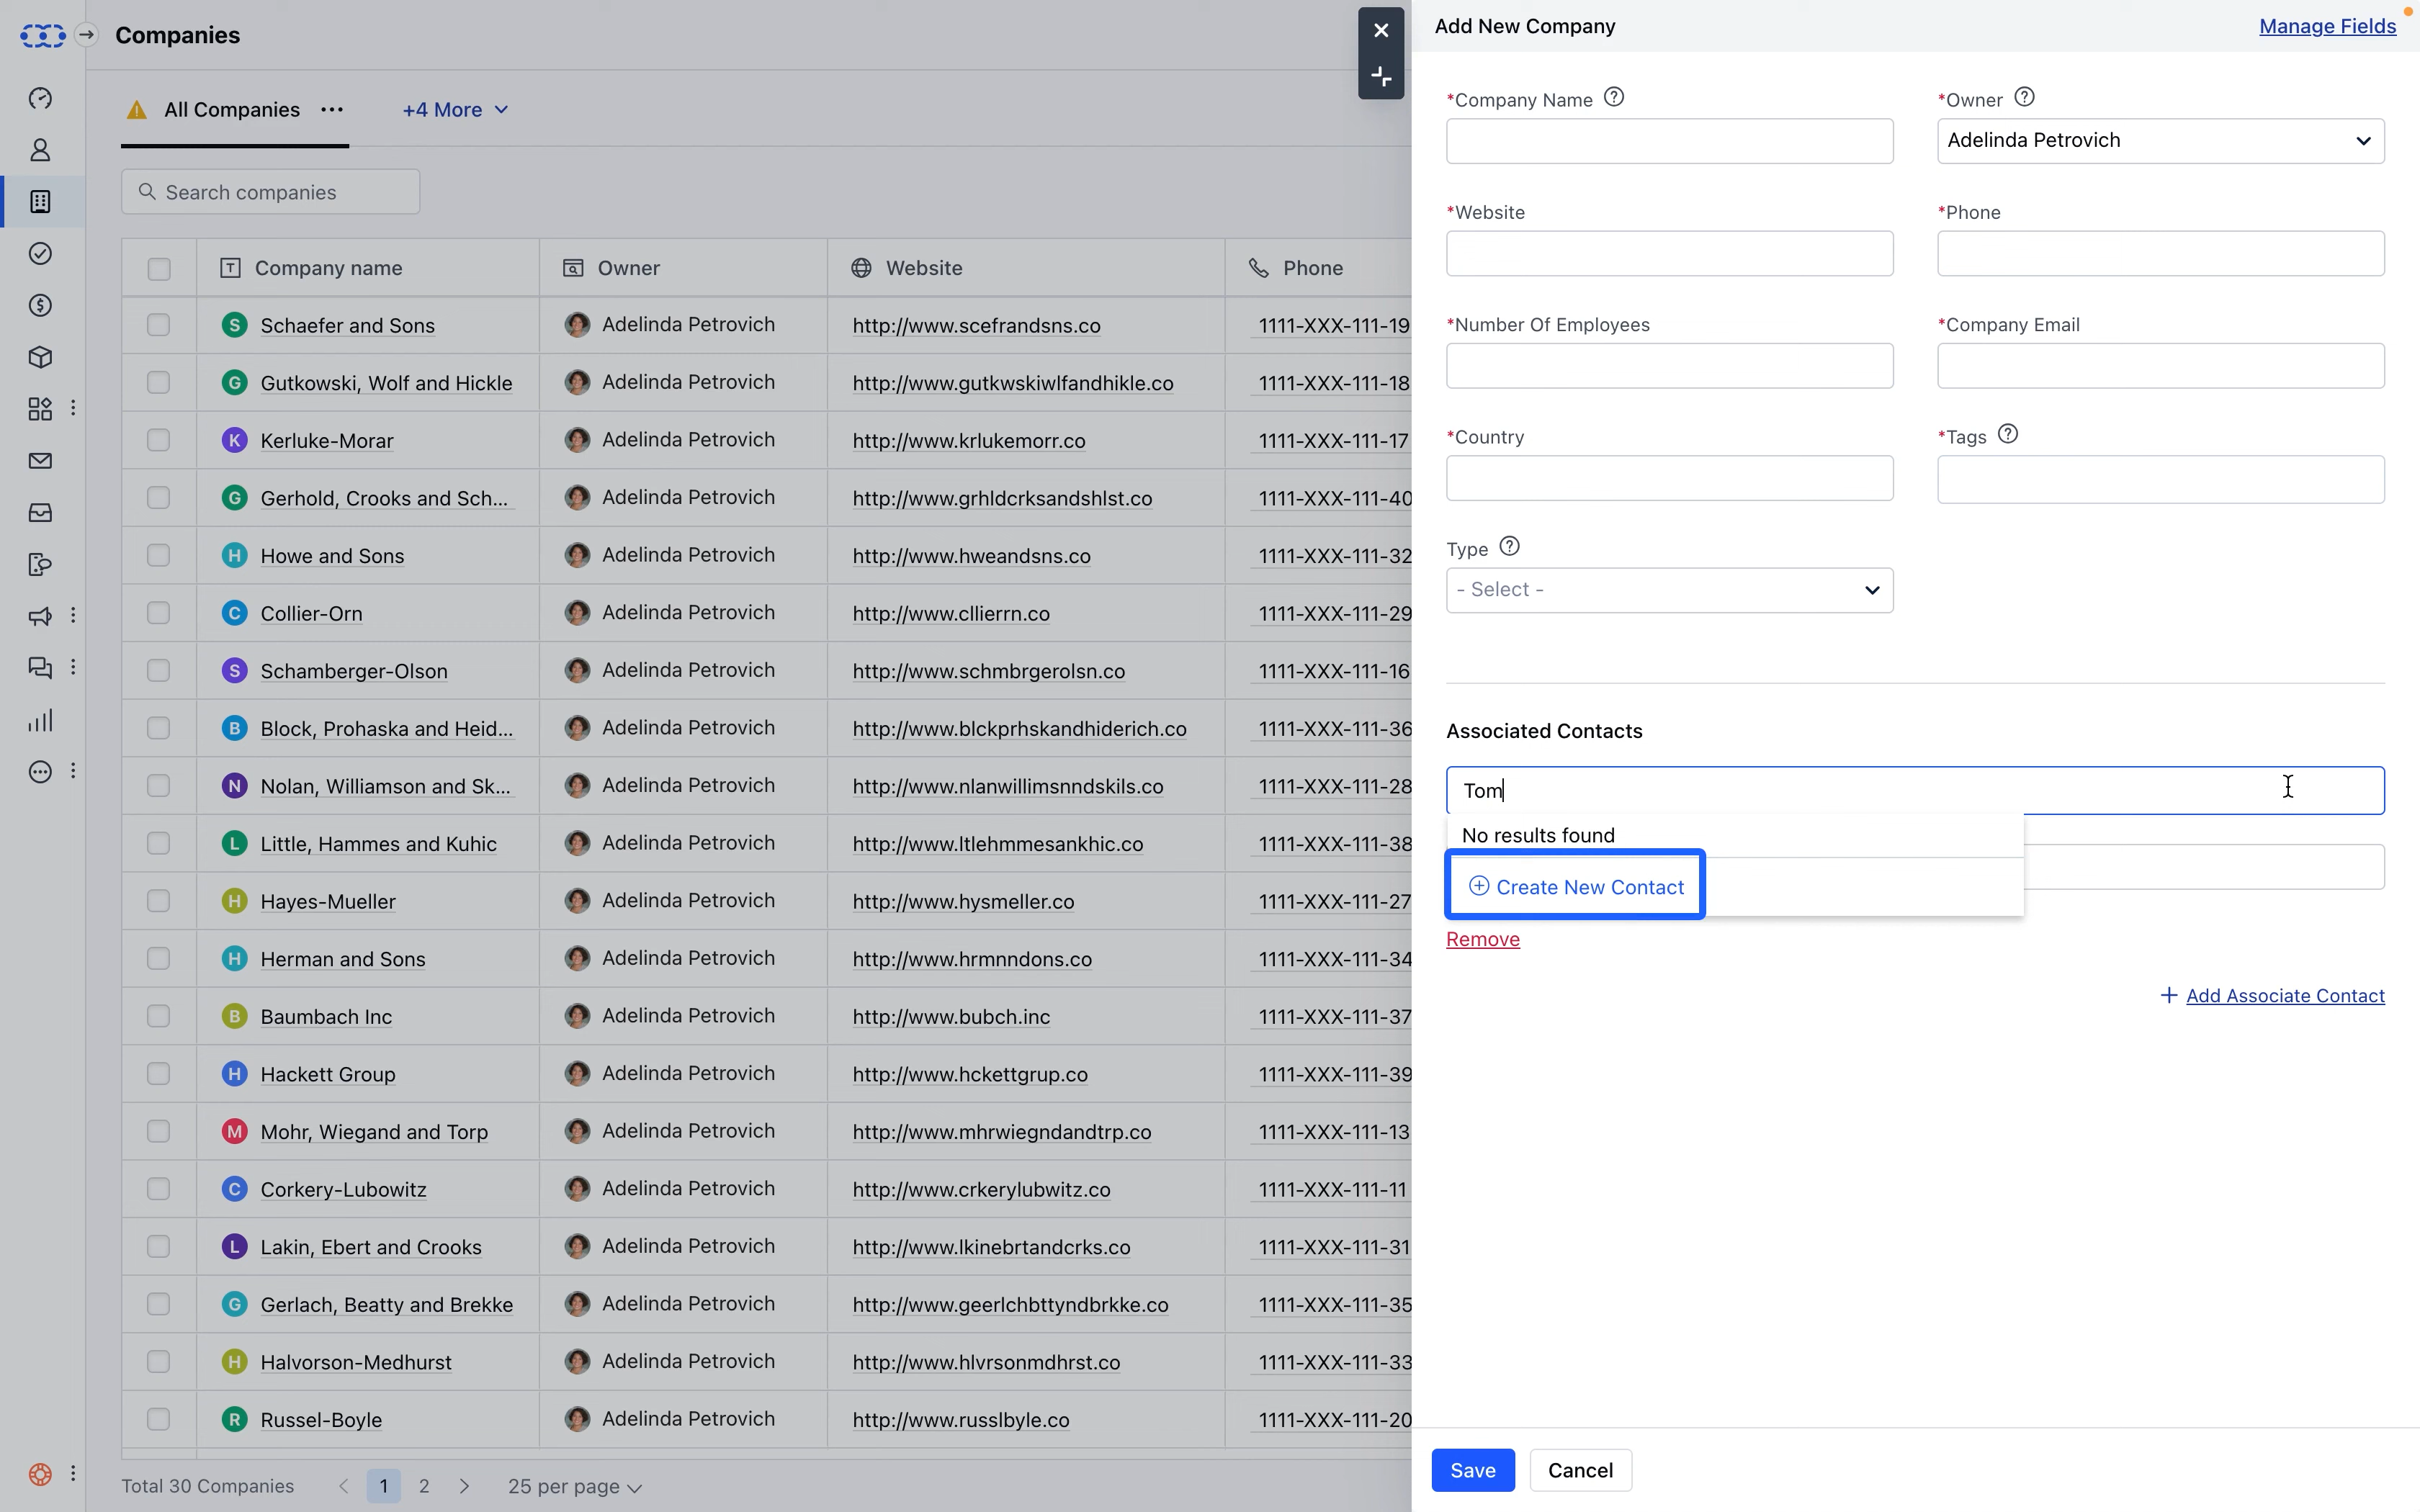 Companies
All Companies
+4 More
Search companies
Company name Owner Website Phone
S Schaefer and Sons Adelinda Petrovich http://www.scefrandsns.co 1111-XXX-111-19
G Gutkowski, Wolf and Hickle Adelinda Petrovich http://www.gutkwskiwlfandhikle.co 1111-XXX-111-18
K Kerluke-Morar Adelinda Petrovich http://www.krlukemorr.co 1111-XXX-111-17
G Gerhold, Crooks and Sch... Adelinda Petrovich http://www.grhldcrksandshlst.co 1111-XXX-111-40
H Howe and Sons Adelinda Petrovich http://www.hweandsns.co 1111-XXX-111-32
C Collier-Orn Adelinda Petrovich http://www.cllierrn.co 1111-XXX-111-29
S Schamberger-Olson Adelinda Petrovich http://www.schmbrgerolsn.co 1111-XXX-111-16
B Block, Prohaska and Heid... Adelinda Petrovich http://www.blckprhskandhiderich.co 1111-XXX-111-36
N Nolan, Williamson and Sk... Adelinda Petrovich http://www.nlanwillimsnndskils.co 1111-XXX-111-28
L Little, Hammes and Kuhic Adelinda Petrovich http://www.ltlehmmesankhic.co 1111-XXX-111-38
H Hayes-Mueller Adelinda Petrovich http://www.hysmeller.co 1111-XXX-111-27
H Herman and Sons Adelinda Petrovich http://www.hrmnndons.co 1111-XXX-111-34
B Baumbach Inc Adelinda Petrovich http://www.bubch.inc 1111-XXX-111-37
H Hackett Group Adelinda Petrovich http://www.hckettgrup.co 1111-XXX-111-39
M Mohr, Wiegand and Torp Adelinda Petrovich http://www.mhrwiegndandtrp.co 1111-XXX-111-13
C Corkery-Lubowitz Adelinda Petrovich http://www.crkerylubwitz.co 1111-XXX-111-11
L Lakin, Ebert and Crooks Adelinda Petrovich http://www.lkinebrtandcrks.co 1111-XXX-111-31
G Gerlach, Beatty and Brekke Adelinda Petrovich http://www.geerlchbttyndbrkke.co 1111-XXX-111-35
H Halvorson-Medhurst Adelinda Petrovich http://www.hlvrsonmdhrst.co 1111-XXX-111-33
R Russel-Boyle Adelinda Petrovich http://www.russlbyle.co 1111-XXX-111-20
Total 30 Companies 1 2 25 per page
Add New Company Manage Fields
*Company Name *Owner
Adelinda Petrovich
*Website *Phone
*Number Of Employees *Company Email
*Country *Tags
Type
- Select -
Associated Contacts
Tom
No results found
Create New Contact
Remove
+ Add Associate Contact
Save Cancel